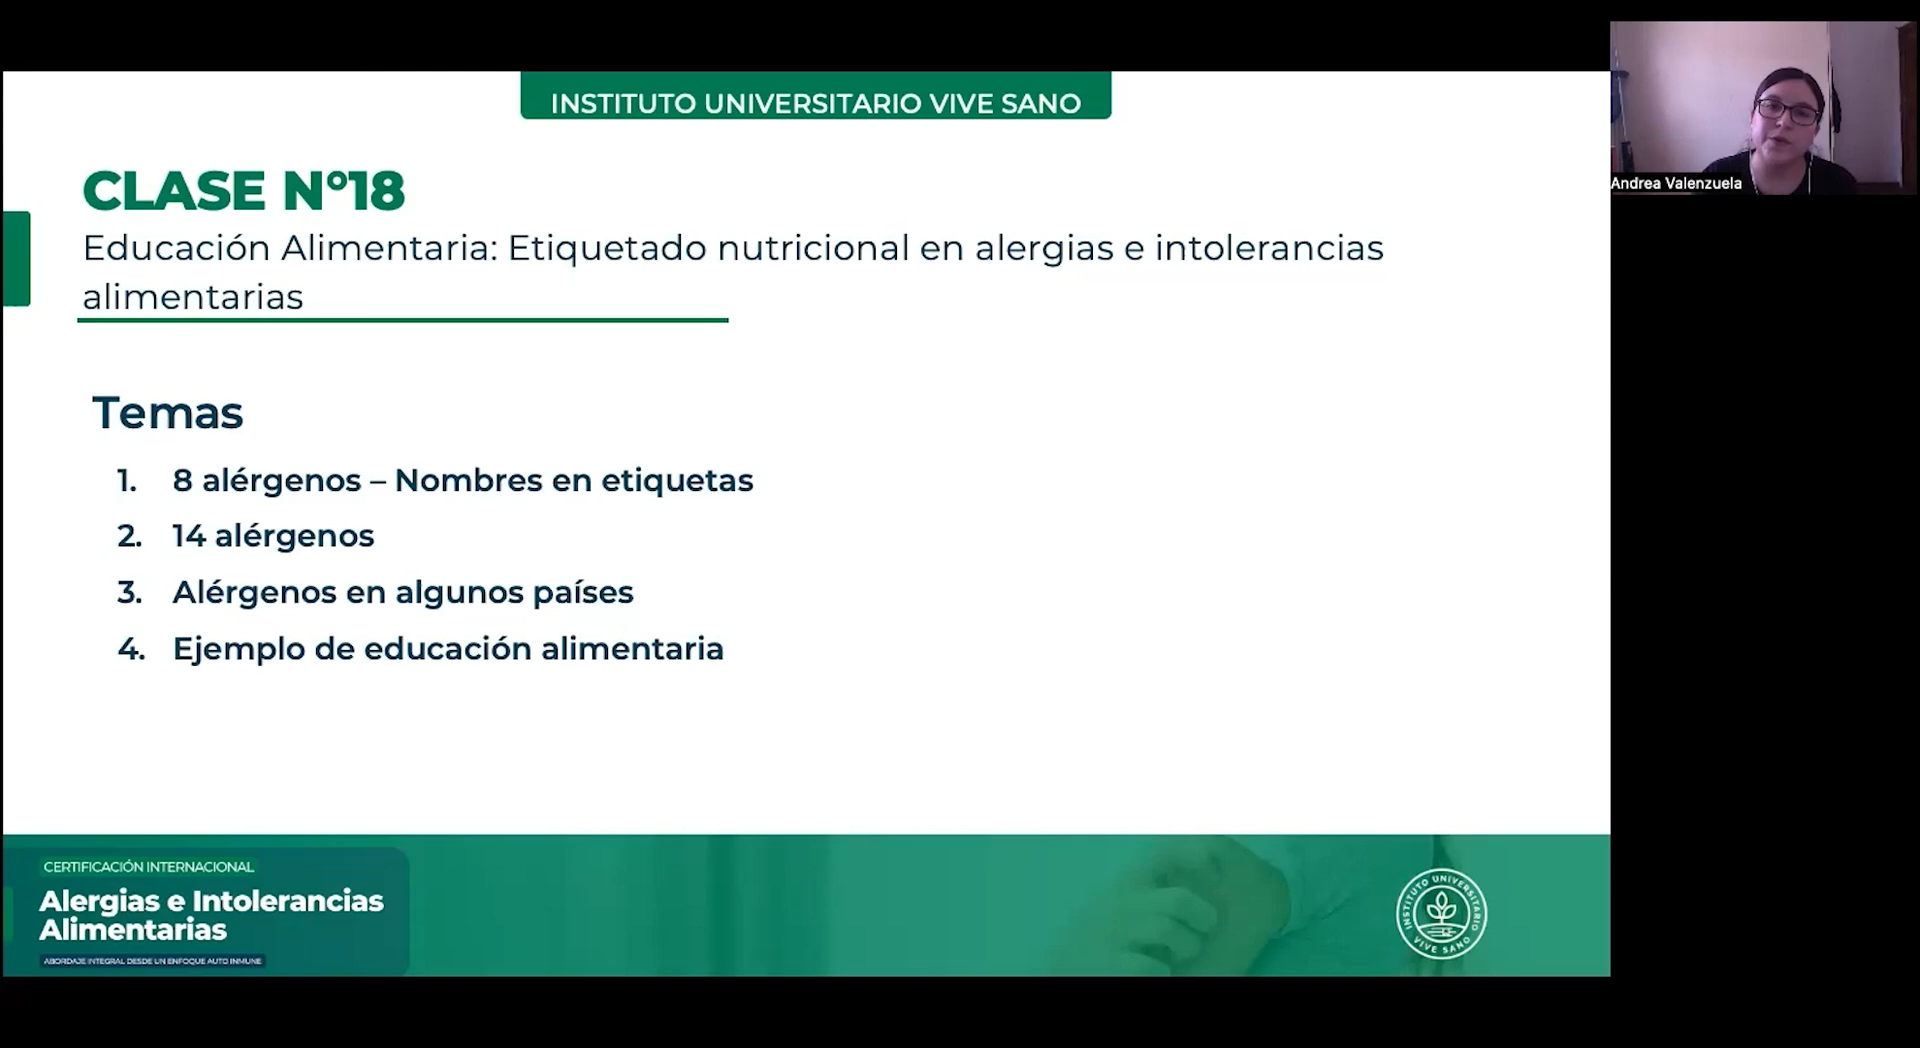 INSTITUTO UNIVERSITARIO VIVE SANO
Andrea Valenzuela
CLASE N°18
Educación Alimentaria: Etiquetado nutricional en alergias e intolerancias
alimentarias
Temas
1. 8 alérgenos – Nombres en etiquetas
2. 14 alérgenos
3. Alérgenos en algunos países
4. Ejemplo de educación alimentaria
CERTIFICACIÓN INTERNACIONAL
Alergias e Intolerancias
Alimentarias
ABORDAJE INTEGRAL DESDE UN ENFOQUE AUTO INMUNE
INSTITUTO UNIVERSITARIO
VIVE SANO